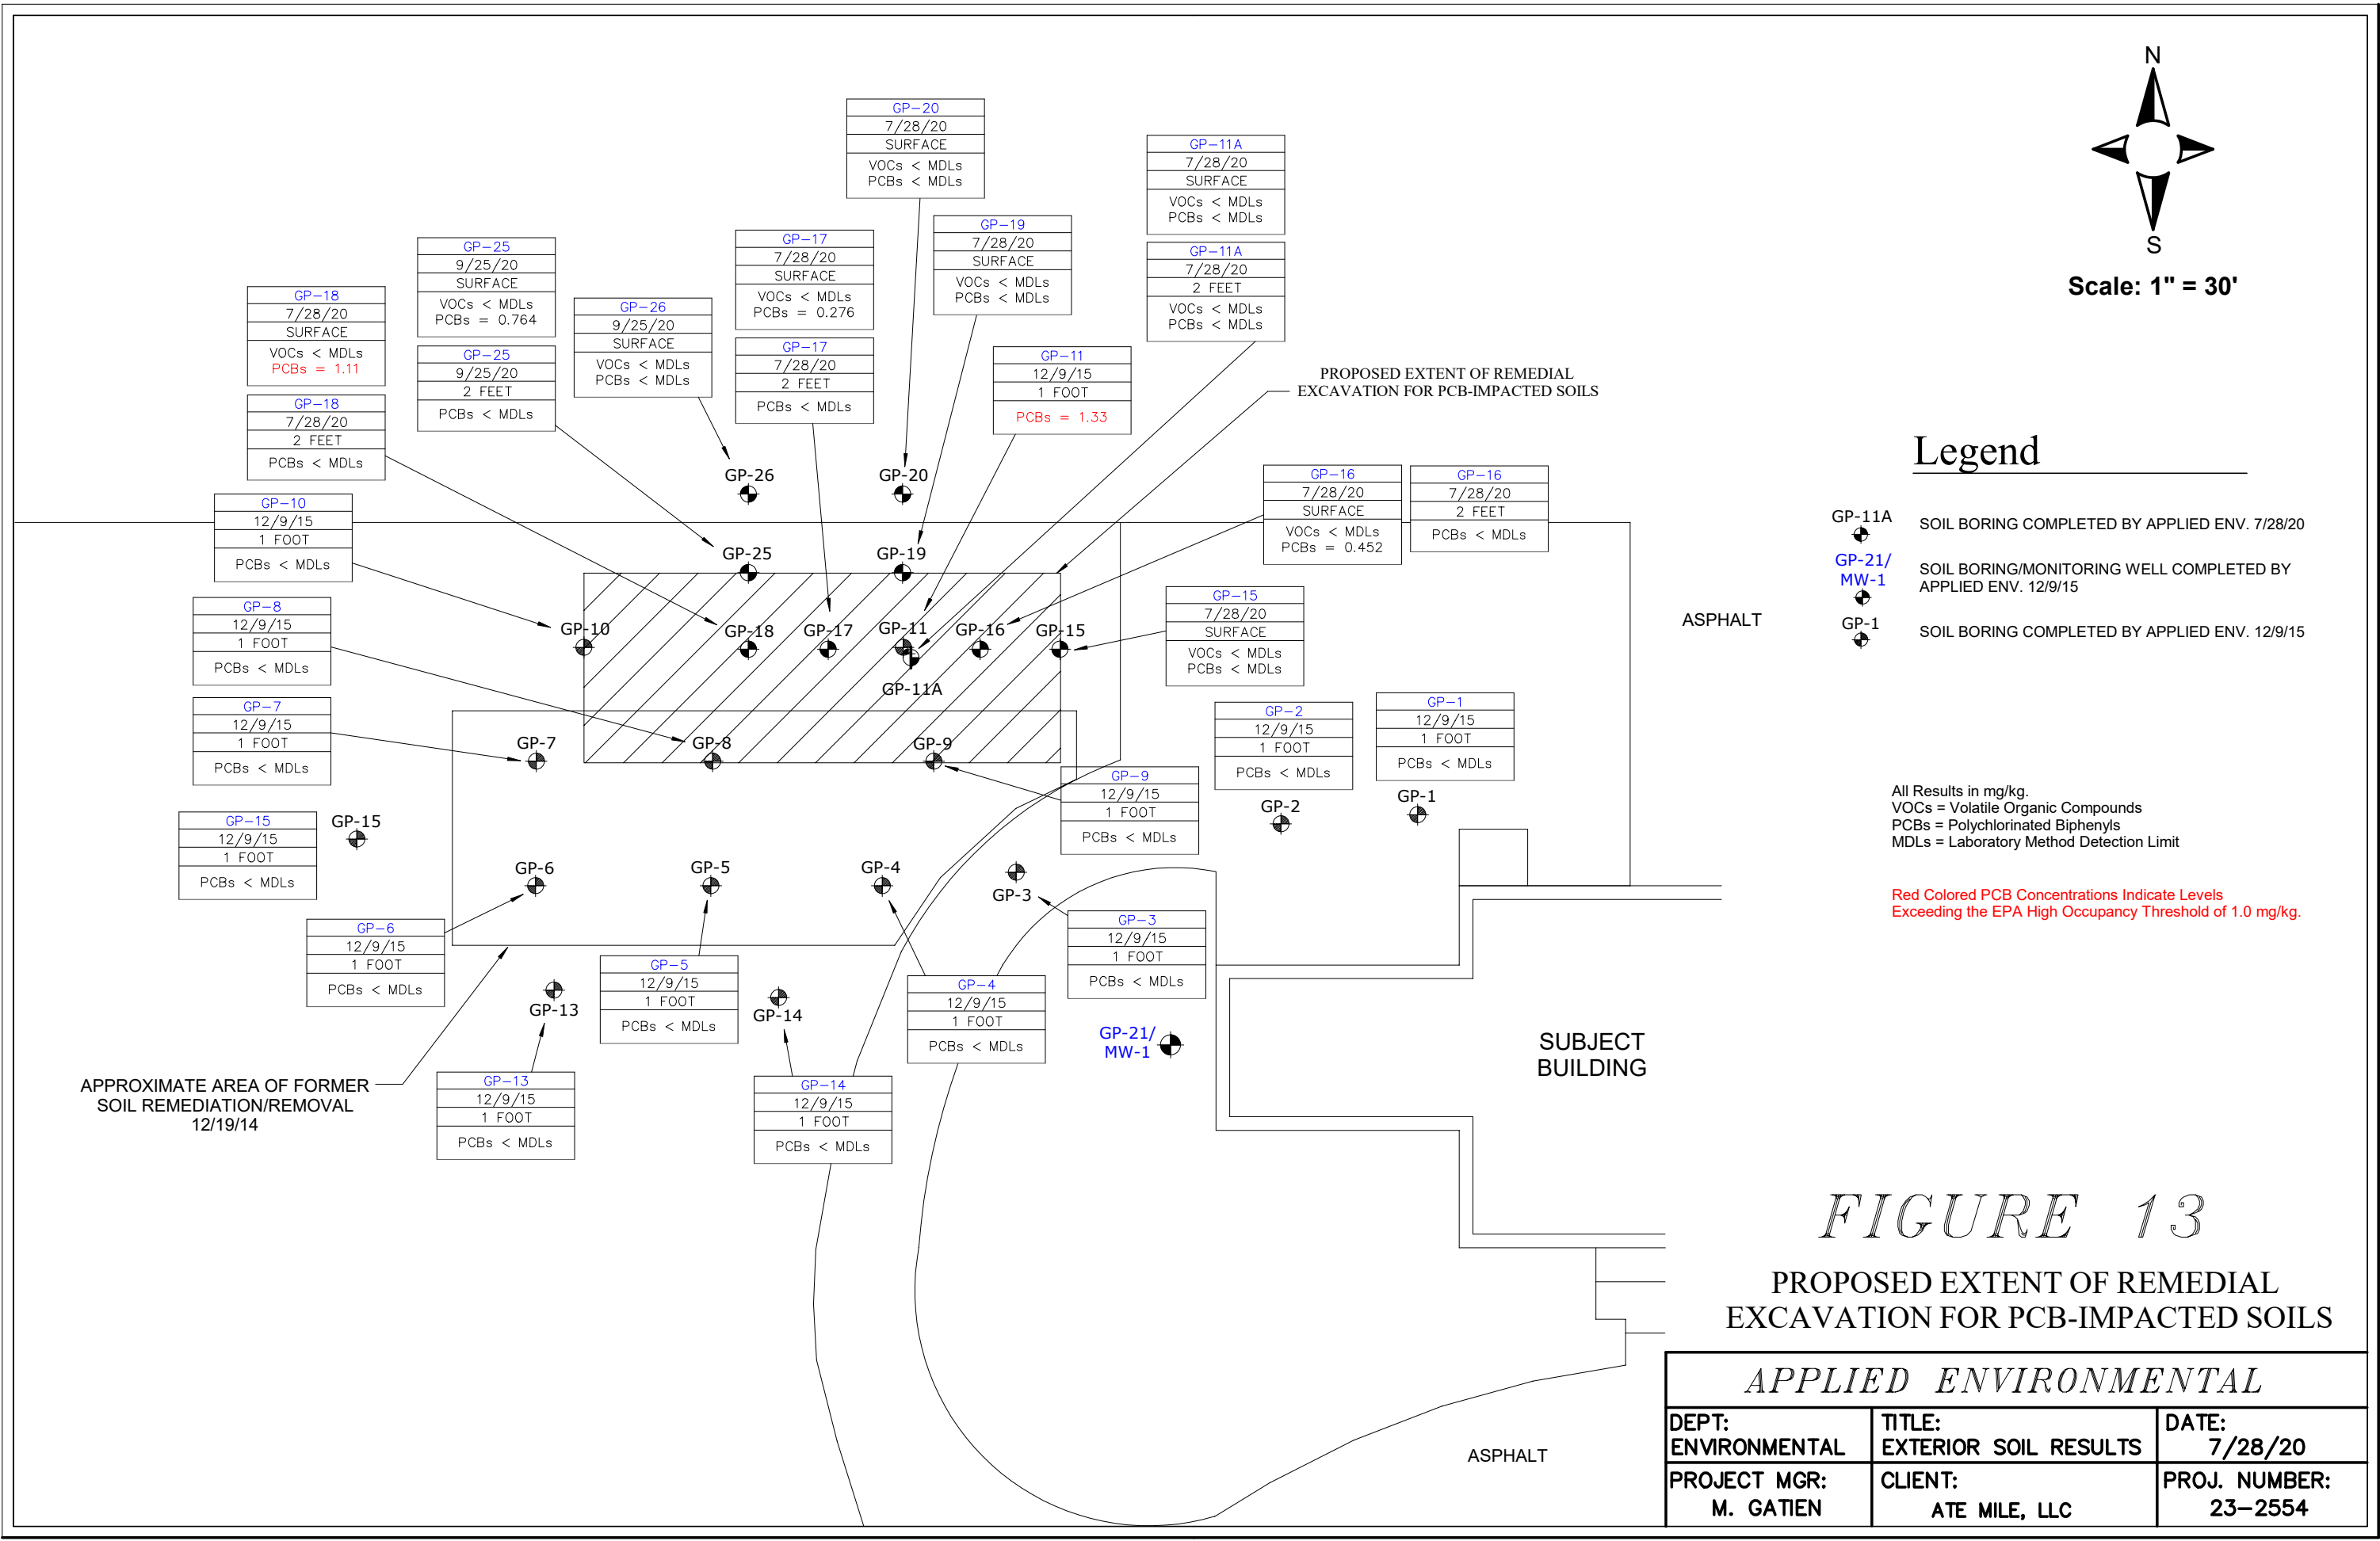 N
S
Scale: 1" = 30'
GP-20
7/28/20
SURFACE
VOCs < MDLs
PCBs < MDLs
GP-11A
7/28/20
SURFACE
VOCs < MDLs
PCBs < MDLs
GP-11A
7/28/20
2 FEET
VOCs < MDLs
PCBs < MDLs
GP-19
7/28/20
SURFACE
VOCs < MDLs
PCBs < MDLs
GP-17
7/28/20
SURFACE
VOCs < MDLs
PCBs = 0.276
GP-17
7/28/20
2 FEET
PCBs < MDLs
GP-25
9/25/20
SURFACE
VOCs < MDLs
PCBs = 0.764
GP-25
9/25/20
2 FEET
PCBs < MDLs
GP-26
9/25/20
SURFACE
VOCs < MDLs
PCBs < MDLs
GP-18
7/28/20
SURFACE
VOCs < MDLs
PCBs = 1.11
GP-18
7/28/20
2 FEET
PCBs < MDLs
GP-11
12/9/15
1 FOOT
PCBs = 1.33
PROPOSED EXTENT OF REMEDIAL
EXCAVATION FOR PCB-IMPACTED SOILS
GP-16
7/28/20
SURFACE
VOCs < MDLs
PCBs = 0.452
GP-16
7/28/20
2 FEET
PCBs < MDLs
GP-10
12/9/15
1 FOOT
PCBs < MDLs
GP-26
GP-20
GP-25
GP-19
GP-8
12/9/15
1 FOOT
PCBs < MDLs
GP-10
GP-18
GP-17
GP-11
GP-16
GP-15
GP-11A
GP-15
7/28/20
SURFACE
VOCs < MDLs
PCBs < MDLs
ASPHALT
GP-7
12/9/15
1 FOOT
PCBs < MDLs
GP-7
GP-8
GP-9
GP-2
12/9/15
1 FOOT
PCBs < MDLs
GP-1
12/9/15
1 FOOT
PCBs < MDLs
GP-9
12/9/15
1 FOOT
PCBs < MDLs
GP-2
GP-1
GP-15
12/9/15
1 FOOT
PCBs < MDLs
GP-15
GP-6
GP-5
GP-4
GP-3
GP-6
12/9/15
1 FOOT
PCBs < MDLs
GP-5
12/9/15
1 FOOT
PCBs < MDLs
GP-4
12/9/15
1 FOOT
PCBs < MDLs
GP-3
12/9/15
1 FOOT
PCBs < MDLs
GP-13
GP-14
GP-21/
MW-1
SUBJECT
BUILDING
APPROXIMATE AREA OF FORMER
SOIL REMEDIATION/REMOVAL
12/19/14
GP-13
12/9/15
1 FOOT
PCBs < MDLs
GP-14
12/9/15
1 FOOT
PCBs < MDLs
ASPHALT
Legend
GP-11A
SOIL BORING COMPLETED BY APPLIED ENV. 7/28/20
GP-21/
MW-1
SOIL BORING/MONITORING WELL COMPLETED BY
APPLIED ENV. 12/9/15
GP-1
SOIL BORING COMPLETED BY APPLIED ENV. 12/9/15
All Results in mg/kg.
VOCs = Volatile Organic Compounds
PCBs = Polychlorinated Biphenyls
MDLs = Laboratory Method Detection Limit
Red Colored PCB Concentrations Indicate Levels
Exceeding the EPA High Occupancy Threshold of 1.0 mg/kg.
FIGURE 13
PROPOSED EXTENT OF REMEDIAL
EXCAVATION FOR PCB-IMPACTED SOILS
APPLIED ENVIRONMENTAL
DEPT:
ENVIRONMENTAL
TITLE:
EXTERIOR SOIL RESULTS
DATE:
7/28/20
PROJECT MGR:
M. GATIEN
CLIENT:
ATE MILE, LLC
PROJ. NUMBER:
23-2554